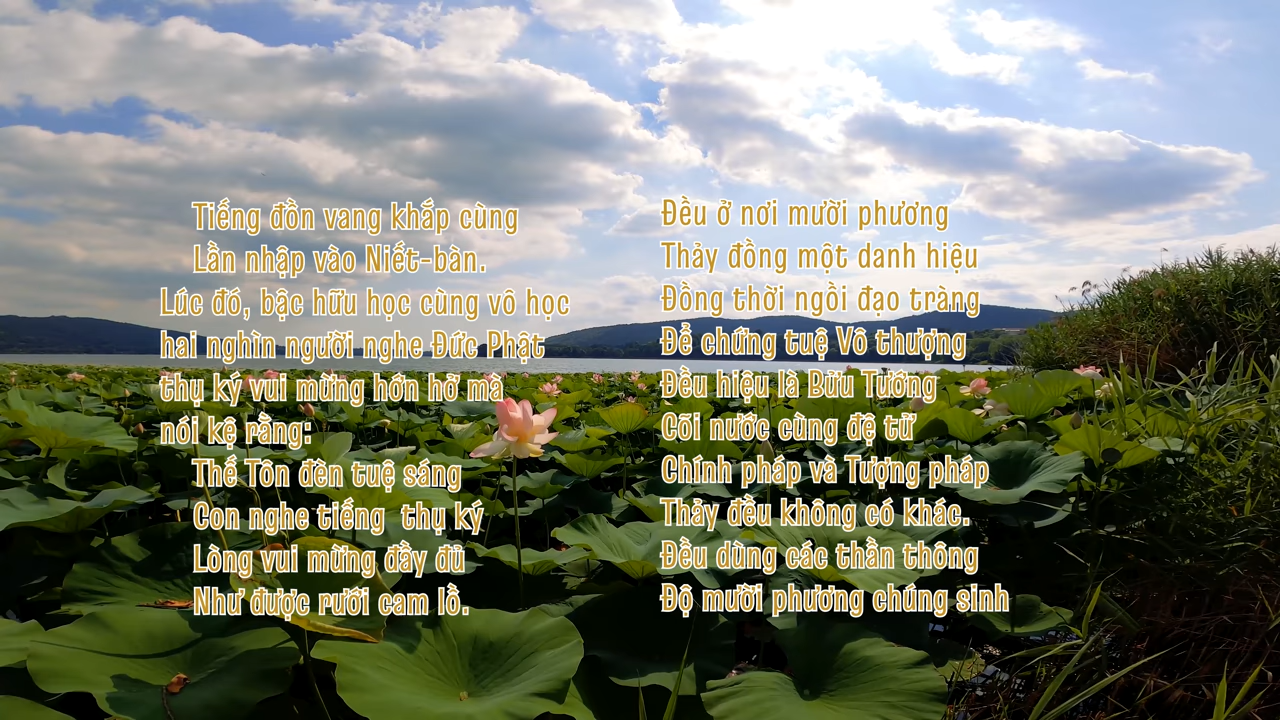 Tiếng đồn vang khắp cùng
Lần nhập vào Niết-bàn.
Lúc đó, bậc hữu học cùng vô học
hai nghìn người nghe Đức Phật
thụ ký vui mừng hớn hỡ mà
nói kệ rằng:
Thế Tôn đèn tuệ sáng
Con nghe tiếng thụ ký
Lòng vui mừng đầy đủ
Như được rưới cam lồ.
Đều ở nơi mười phương
Thảy đồng một danh hiệu
Đồng thời ngồi đạo tràng
Để chứng tuệ Vô thượng
Đều hiệu là Bửu Tướng
Cõi nước cùng đệ tử
Chính pháp và Tượng pháp
Thảy đều không có khác.
Đều dùng các thần thông
Độ mười phương chúng sinh